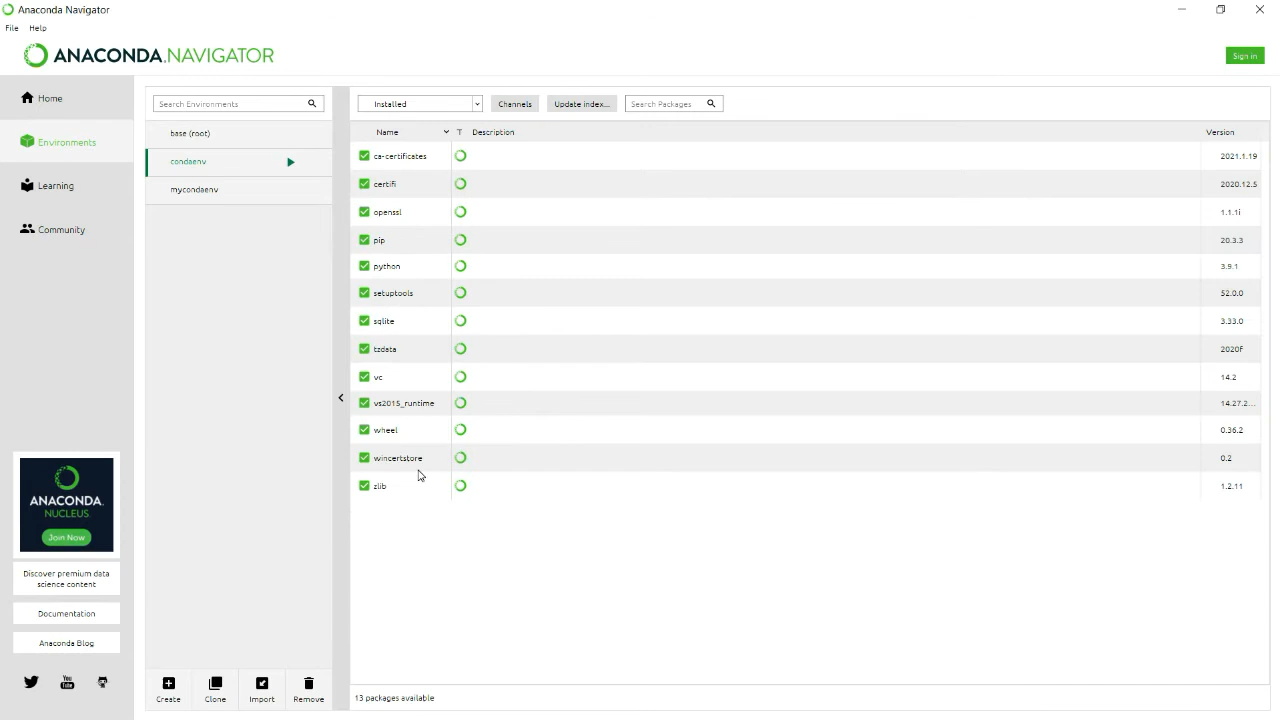 Anaconda Navigator
File Help
ANACONDA.NAVIGATOR
Sign in
Home
Environments
Learning
Community
ANACONDA.
NUCLEUS
Join Now
Discover premium data
science content
Documentation
Anaconda Blog
You
Tube
Search Environments
base (root)
condaenv
mycondaenv
Create Clone Import Remove
Installed Channels Update index... Search Packages
Name T Description Version
ca-certificates 2021.1.19
certifi 2020.12.5
openssl 1.1.1i
pip 20.3.3
python 3.9.1
setuptools 52.0.0
sqlite 3.33.0
tzdata 2020f
vc 14.2
vs2015_runtime 14.27.2...
wheel 0.36.2
wincertstore 0.2
zlib 1.2.11
13 packages available